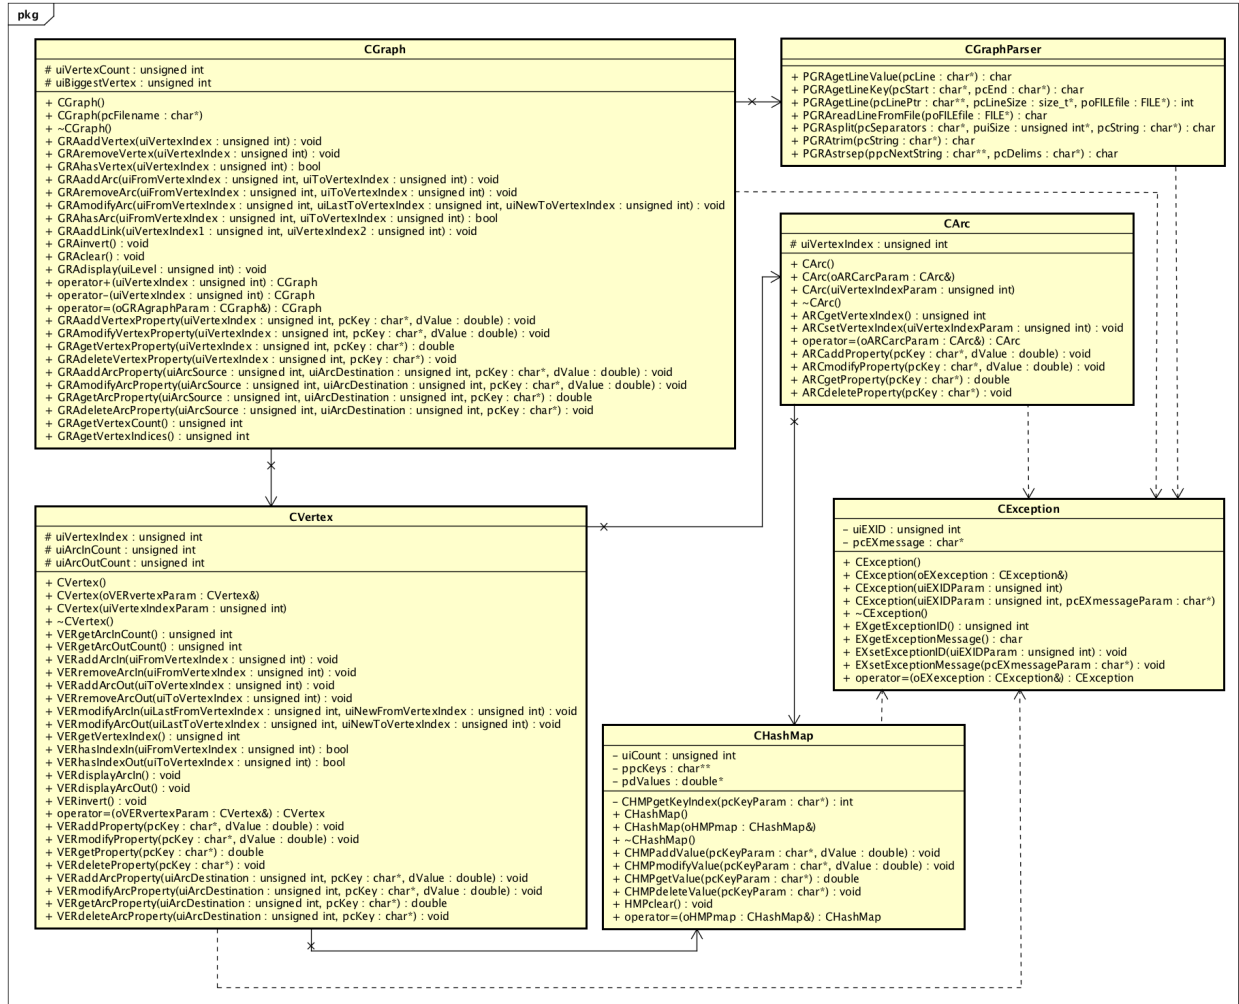 pkg
CGraph
# uiVertexCount : unsigned int
# uiBiggestVertex : unsigned int
+ CGraph()
+ CGraph(pcFilename : char*)
+ ~CGraph()
+ GRAaddVertex(uiVertexIndex : unsigned int) : void
+ GRAremoveVertex(uiVertexIndex : unsigned int) : void
+ GRAhasVertex(uiVertexIndex : unsigned int) : bool
+ GRAaddArc(uiFromVertexIndex : unsigned int, uiToVertexIndex : unsigned int) : void
+ GRAremoveArc(uiFromVertexIndex : unsigned int, uiToVertexIndex : unsigned int) : void
+ GRAmodifyArc(uiFromVertexIndex : unsigned int, uiLastToVertexIndex : unsigned int, uiNewToVertexIndex : unsigned int) : void
+ GRAhasArc(uiFromVertexIndex : unsigned int, uiToVertexIndex : unsigned int) : bool
+ GRAaddLink(uiVertexIndex1 : unsigned int, uiVertexIndex2 : unsigned int) : void
+ GRAinvert() : void
+ GRAclear() : void
+ GRAdisplay(uiLevel : unsigned int) : void
+ operator+(uiVertexIndex : unsigned int) : CGraph
+ operator-(uiVertexIndex : unsigned int) : CGraph
+ operator=(oGRAgraphParam : CGraph&) : CGraph
+ GRAaddVertexProperty(uiVertexIndex : unsigned int, pcKey : char*, dValue : double) : void
+ GRAmodifyVertexProperty(uiVertexIndex : unsigned int, pcKey : char*, dValue : double) : void
+ GRAgetVertexProperty(uiVertexIndex : unsigned int, pcKey : char*) : double
+ GRAdeleteVertexProperty(uiVertexIndex : unsigned int, pcKey : char*) : void
+ GRAaddArcProperty(uiArcSource : unsigned int, uiArcDestination : unsigned int, pcKey : char*, dValue : double) : void
+ GRAmodifyArcProperty(uiArcSource : unsigned int, uiArcDestination : unsigned int, pcKey : char*, dValue : double) : void
+ GRAgetArcProperty(uiArcSource : unsigned int, uiArcDestination : unsigned int, pcKey : char*) : double
+ GRAdeleteArcProperty(uiArcSource : unsigned int, uiArcDestination : unsigned int, pcKey : char*) : void
+ GRAgetVertexCount() : unsigned int
+ GRAgetVertexIndices() : unsigned int
CGraphParser
+ PGRAgetLineValue(pcLine : char*) : char
+ PGRAgetLineKey(pcStart : char*, pcEnd : char*) : char
+ PGRAgetLine(pcLinePtr : char**, pcLineSize : size_t*, poFILEfile : FILE*) : int
+ PGRAreadLineFromFile(poFILEfile : FILE*) : char
+ PGRAsplit(pcSeparators : char*, puiSize : unsigned int*, pcString : char*) : char
+ PGRAtrim(pcString : char*) : char
+ PGRAstrsep(ppcNextString : char**, pcDelims : char*) : char
CArc
# uiVertexIndex : unsigned int
+ CArc()
+ CArc(oARCarcParam : CArc&)
+ CArc(uiVertexIndexParam : unsigned int)
+ ~CArc()
+ ARCgetVertexIndex() : unsigned int
+ ARCsetVertexIndex(uiVertexIndexParam : unsigned int) : void
+ operator=(oARCarcParam : CArc&) : CArc
+ ARCaddProperty(pcKey : char*, dValue : double) : void
+ ARCmodifyProperty(pcKey : char*, dValue : double) : void
+ ARCgetProperty(pcKey : char*) : double
+ ARCdeleteProperty(pcKey : char*) : void
CVertex
# uiVertexIndex : unsigned int
# uiArcInCount : unsigned int
# uiArcOutCount : unsigned int
+ CVertex()
+ CVertex(oVERvertexParam : CVertex&)
+ CVertex(uiVertexIndexParam : unsigned int)
+ ~CVertex()
+ VERgetArcInCount() : unsigned int
+ VERgetArcOutCount() : unsigned int
+ VERaddArcIn(uiFromVertexIndex : unsigned int) : void
+ VERremoveArcIn(uiFromVertexIndex : unsigned int) : void
+ VERaddArcOut(uiToVertexIndex : unsigned int) : void
+ VERremoveArcOut(uiToVertexIndex : unsigned int) : void
+ VERmodifyArcIn(uiLastFromVertexIndex : unsigned int, uiNewFromVertexIndex : unsigned int) : void
+ VERmodifyArcOut(uiLastToVertexIndex : unsigned int, uiNewToVertexIndex : unsigned int) : void
+ VERgetVertexIndex() : unsigned int
+ VERhasIndexIn(uiFromVertexIndex : unsigned int) : bool
+ VERhasIndexOut(uiToVertexIndex : unsigned int) : bool
+ VERdisplayArcIn() : void
+ VERdisplayArcOut() : void
+ VERinvert() : void
+ operator=(oVERvertexParam : CVertex&) : CVertex
+ VERaddProperty(pcKey : char*, dValue : double) : void
+ VERmodifyProperty(pcKey : char*, dValue : double) : void
+ VERgetProperty(pcKey : char*) : double
+ VERdeleteProperty(pcKey : char*) : void
+ VERaddArcProperty(uiArcDestination : unsigned int, pcKey : char*, dValue : double) : void
+ VERmodifyArcProperty(uiArcDestination : unsigned int, pcKey : char*, dValue : double) : void
+ VERgetArcProperty(uiArcDestination : unsigned int, pcKey : char*) : double
+ VERdeleteArcProperty(uiArcDestination : unsigned int, pcKey : char*) : void
CException
- uiEXID : unsigned int
- pcEXmessage : char*
+ CException()
+ CException(oEXexception : CException&)
+ CException(uiEXIDParam : unsigned int)
+ CException(uiEXIDParam : unsigned int, pcEXmessageParam : char*)
+ ~CException()
+ EXgetExceptionID() : unsigned int
+ EXgetExceptionMessage() : char
+ EXsetExceptionID(uiEXIDParam : unsigned int) : void
+ EXsetExceptionMessage(pcEXmessageParam : char*) : void
+ operator=(oEXexception : CException&) : CException
CHashMap
- uiCount : unsigned int
- ppcKeys : char**
- pdValues : double*
- CHMPgetKeyIndex(pcKeyParam : char*) : int
+ CHashMap()
+ CHashMap(oHMPmap : CHashMap&)
+ ~CHashMap()
+ CHMPaddValue(pcKeyParam : char*, dValue : double) : void
+ CHMPmodifyValue(pcKeyParam : char*, dValue : double) : void
+ CHMPgetValue(pcKeyParam : char*) : double
+ CHMPdeleteValue(pcKeyParam : char*) : void
+ HMPclear() : void
+ operator=(oHMPmap : CHashMap&) : CHashMap